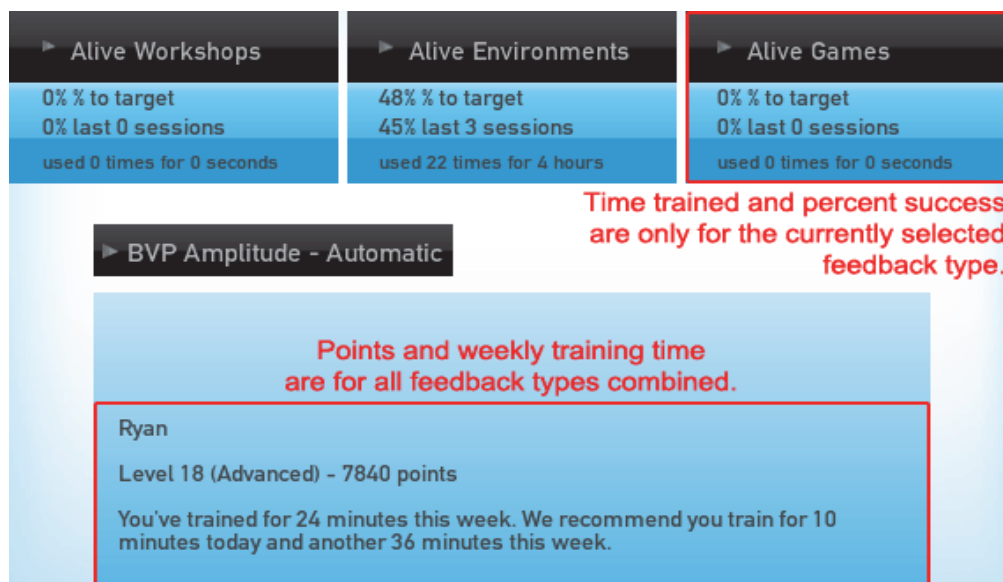 Alive Workshops
0% % to target
0% last 0 sessions
used 0 times for 0 seconds
Alive Environments
48% % to target
45% last 3 sessions
used 22 times for 4 hours
Alive Games
0% % to target
0% last 0 sessions
used 0 times for 0 seconds
Time trained and percent success
are only for the currently selected
feedback type.
BVP Amplitude - Automatic
Points and weekly training time
are for all feedback types combined.
Ryan
Level 18 (Advanced) - 7840 points
You've trained for 24 minutes this week. We recommend you train for 10
minutes today and another 36 minutes this week.